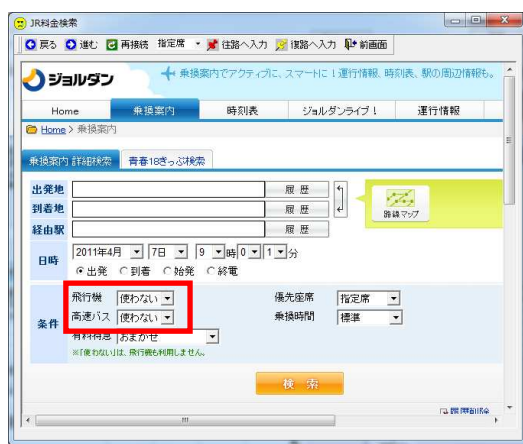 JR料金検索
戻る 進む 再接続 指定席 往路へ入力 復路へ入力 前画面
ジョルダン
乗換案内でアクティブに、スマートに!運行情報、時刻表、駅の周辺情報も。
Home 乗換案内 時刻表 ジョルダンライブ! 運行情報
Home > 乗換案内
乗換案内 詳細検索 青春18きっぷ検索
出発地 履歴
到着地 履歴
路線マップ
経由駅 履歴
日時 2011年4月 7日 9 時 0 1 分
出発 到着 始発 終電
条件
飛行機 使わない 優先座席 指定席
高速バス 使わない 乗換時間 標準
有料特急 おまかせ
※「使わない」は、飛行機も利用しません。
検 索